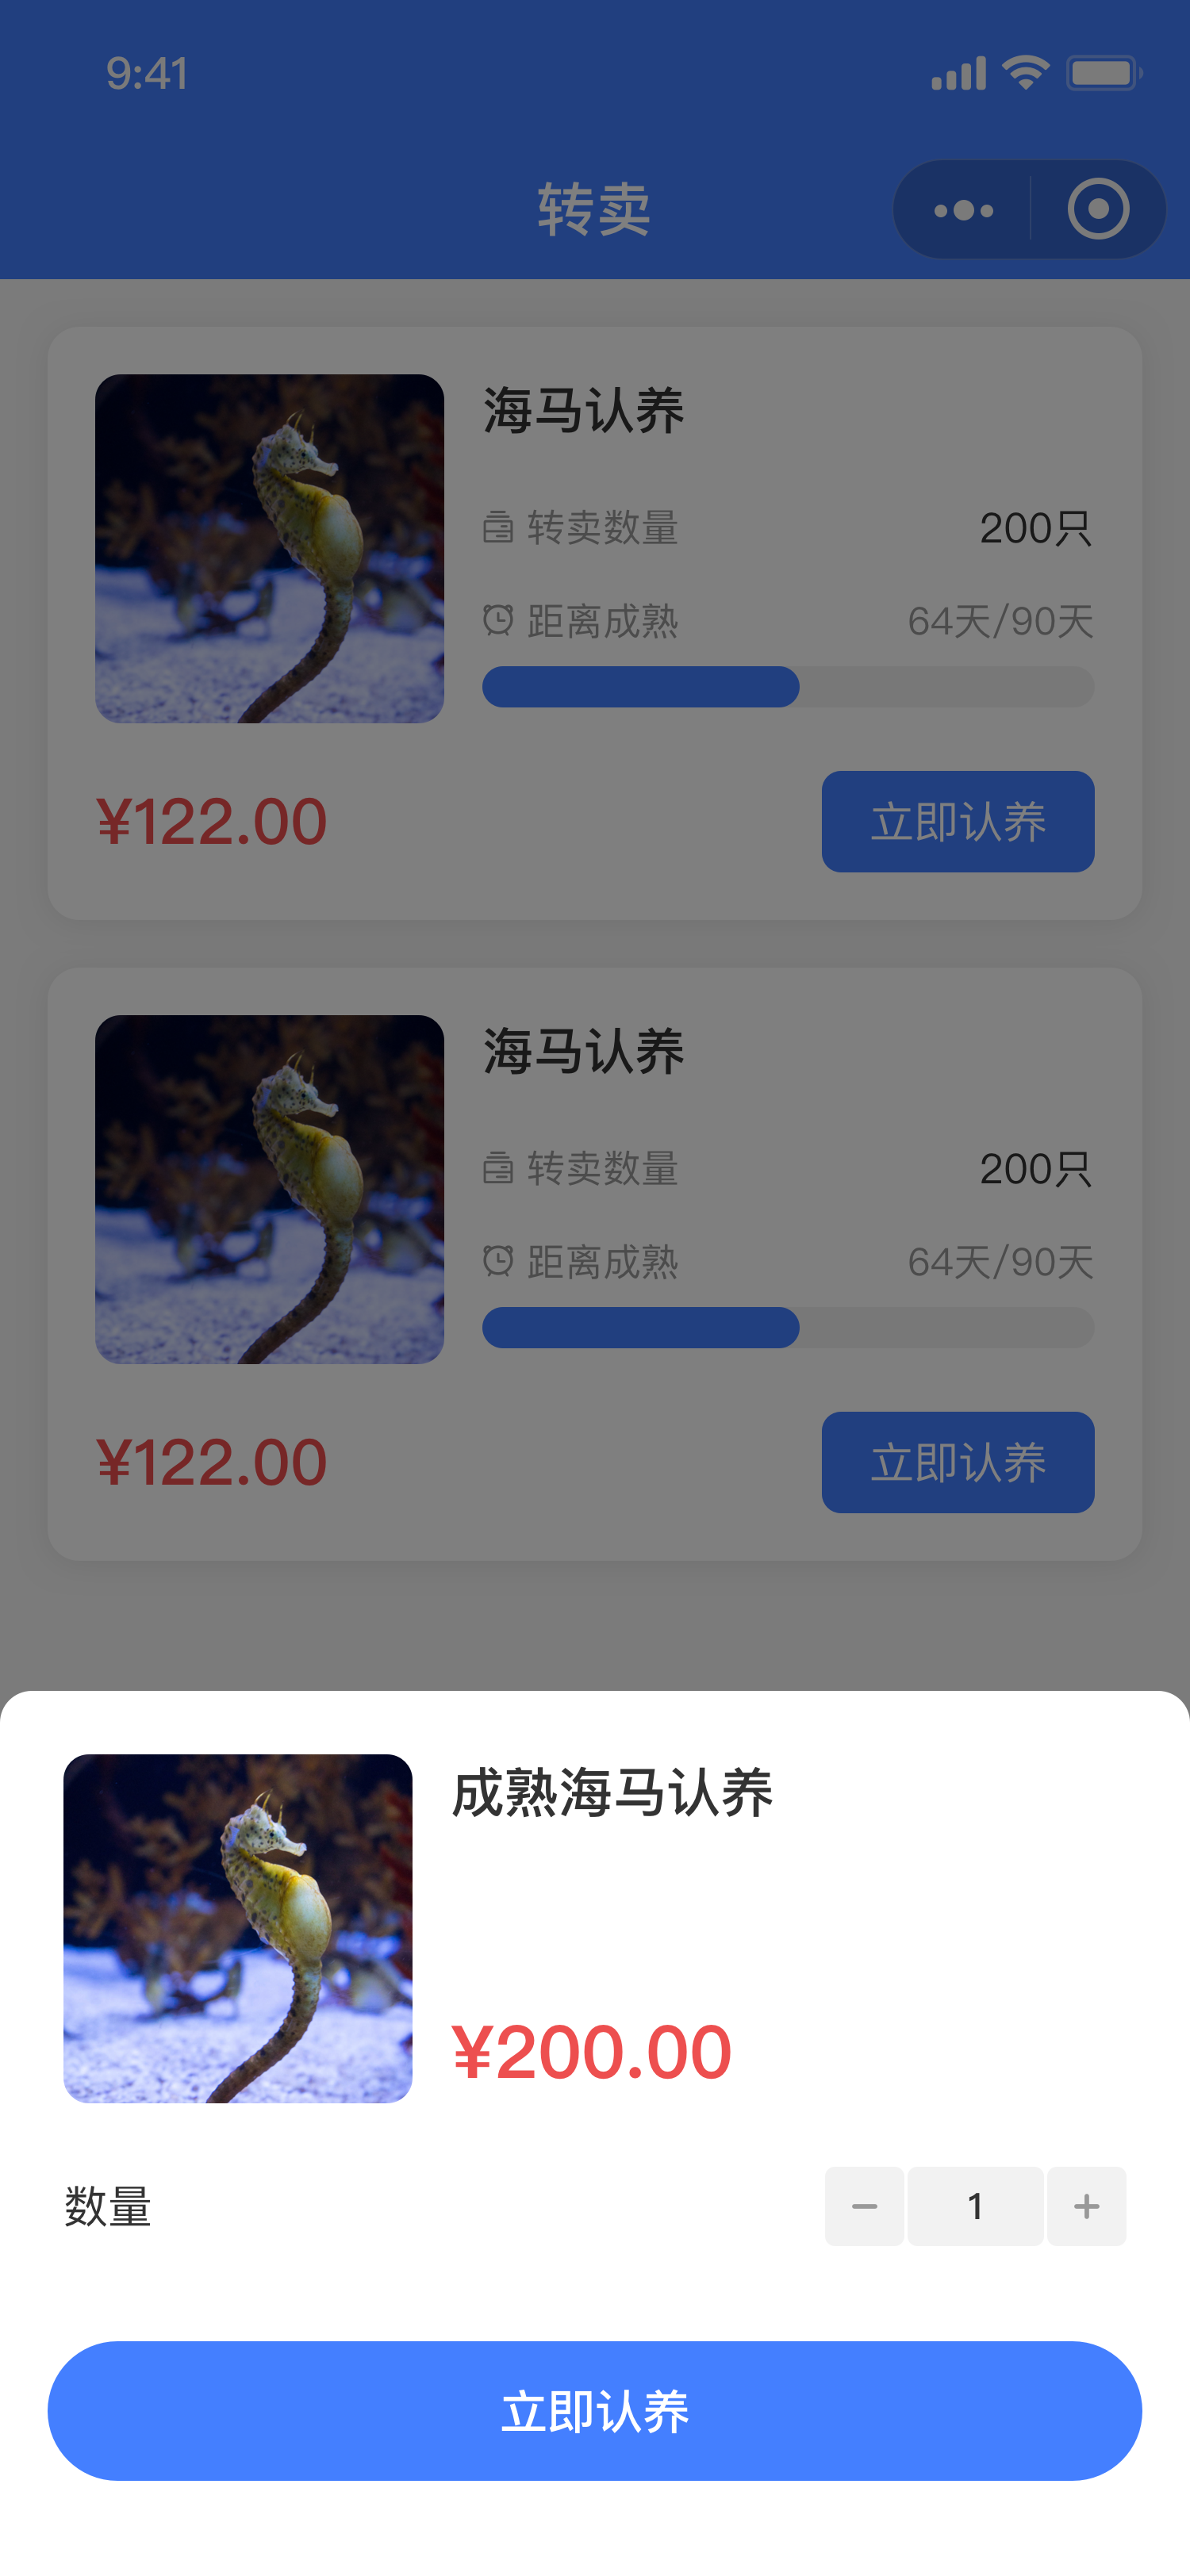 9:41
转卖
海马认养
转卖数量 200只
距离成熟 64天/90天
¥122.00 立即认养
海马认养
转卖数量 200只
距离成熟 64天/90天
¥122.00 立即认养
成熟海马认养
¥200.00
数量 1
立即认养